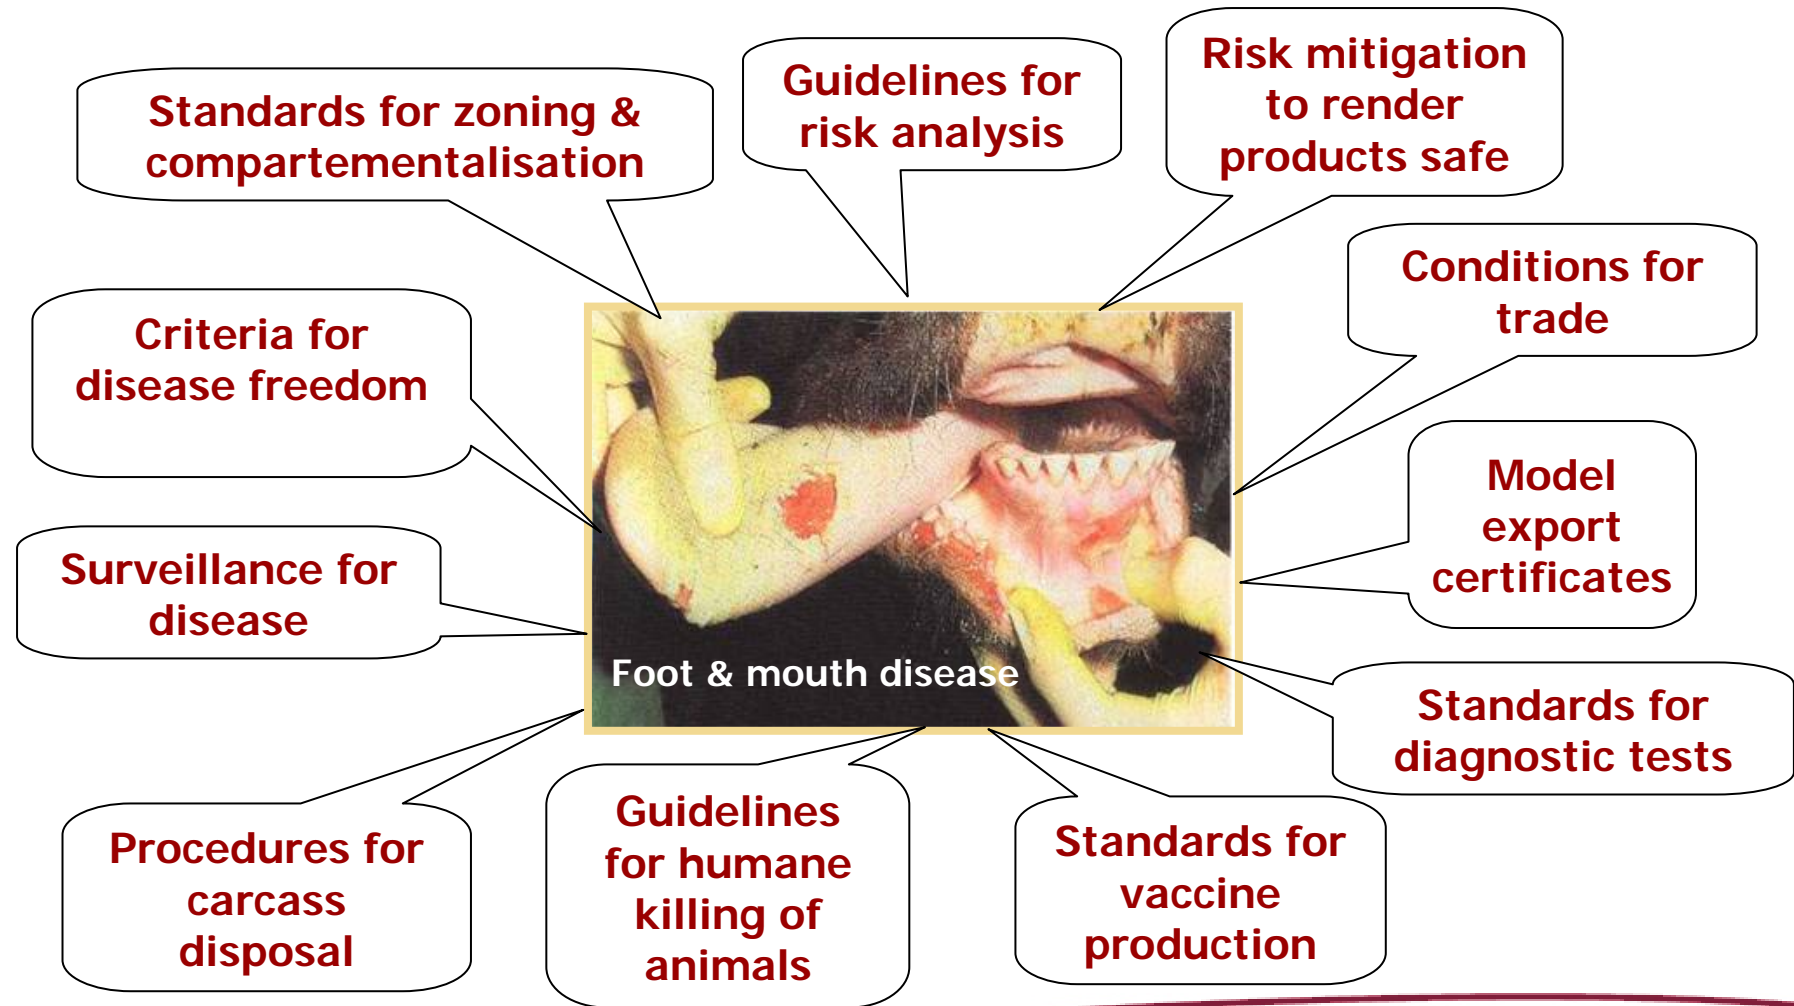 Standards for zoning &
compartementalisation
Guidelines for
risk analysis
Risk mitigation
to render
products safe
Conditions for
trade
Criteria for
disease freedom
Model
export
certificates
Surveillance for
disease
Foot & mouth disease
Standards for
diagnostic tests
Procedures for
carcass
disposal
Guidelines
for humane
killing of
animals
Standards for
vaccine
production